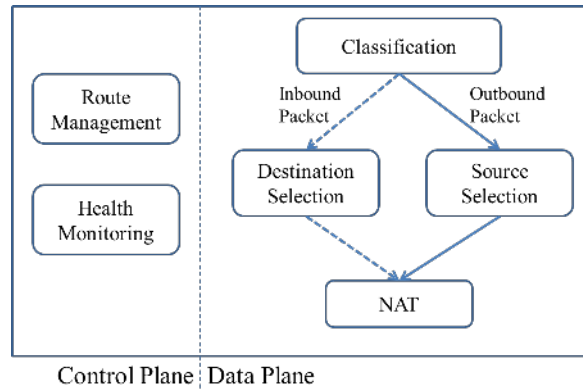 Classification
Inbound
Packet
Outbound
Packet
Route
Management
Destination
Selection
Source
Selection
Health
Monitoring
NAT
Control Plane
Data Plane